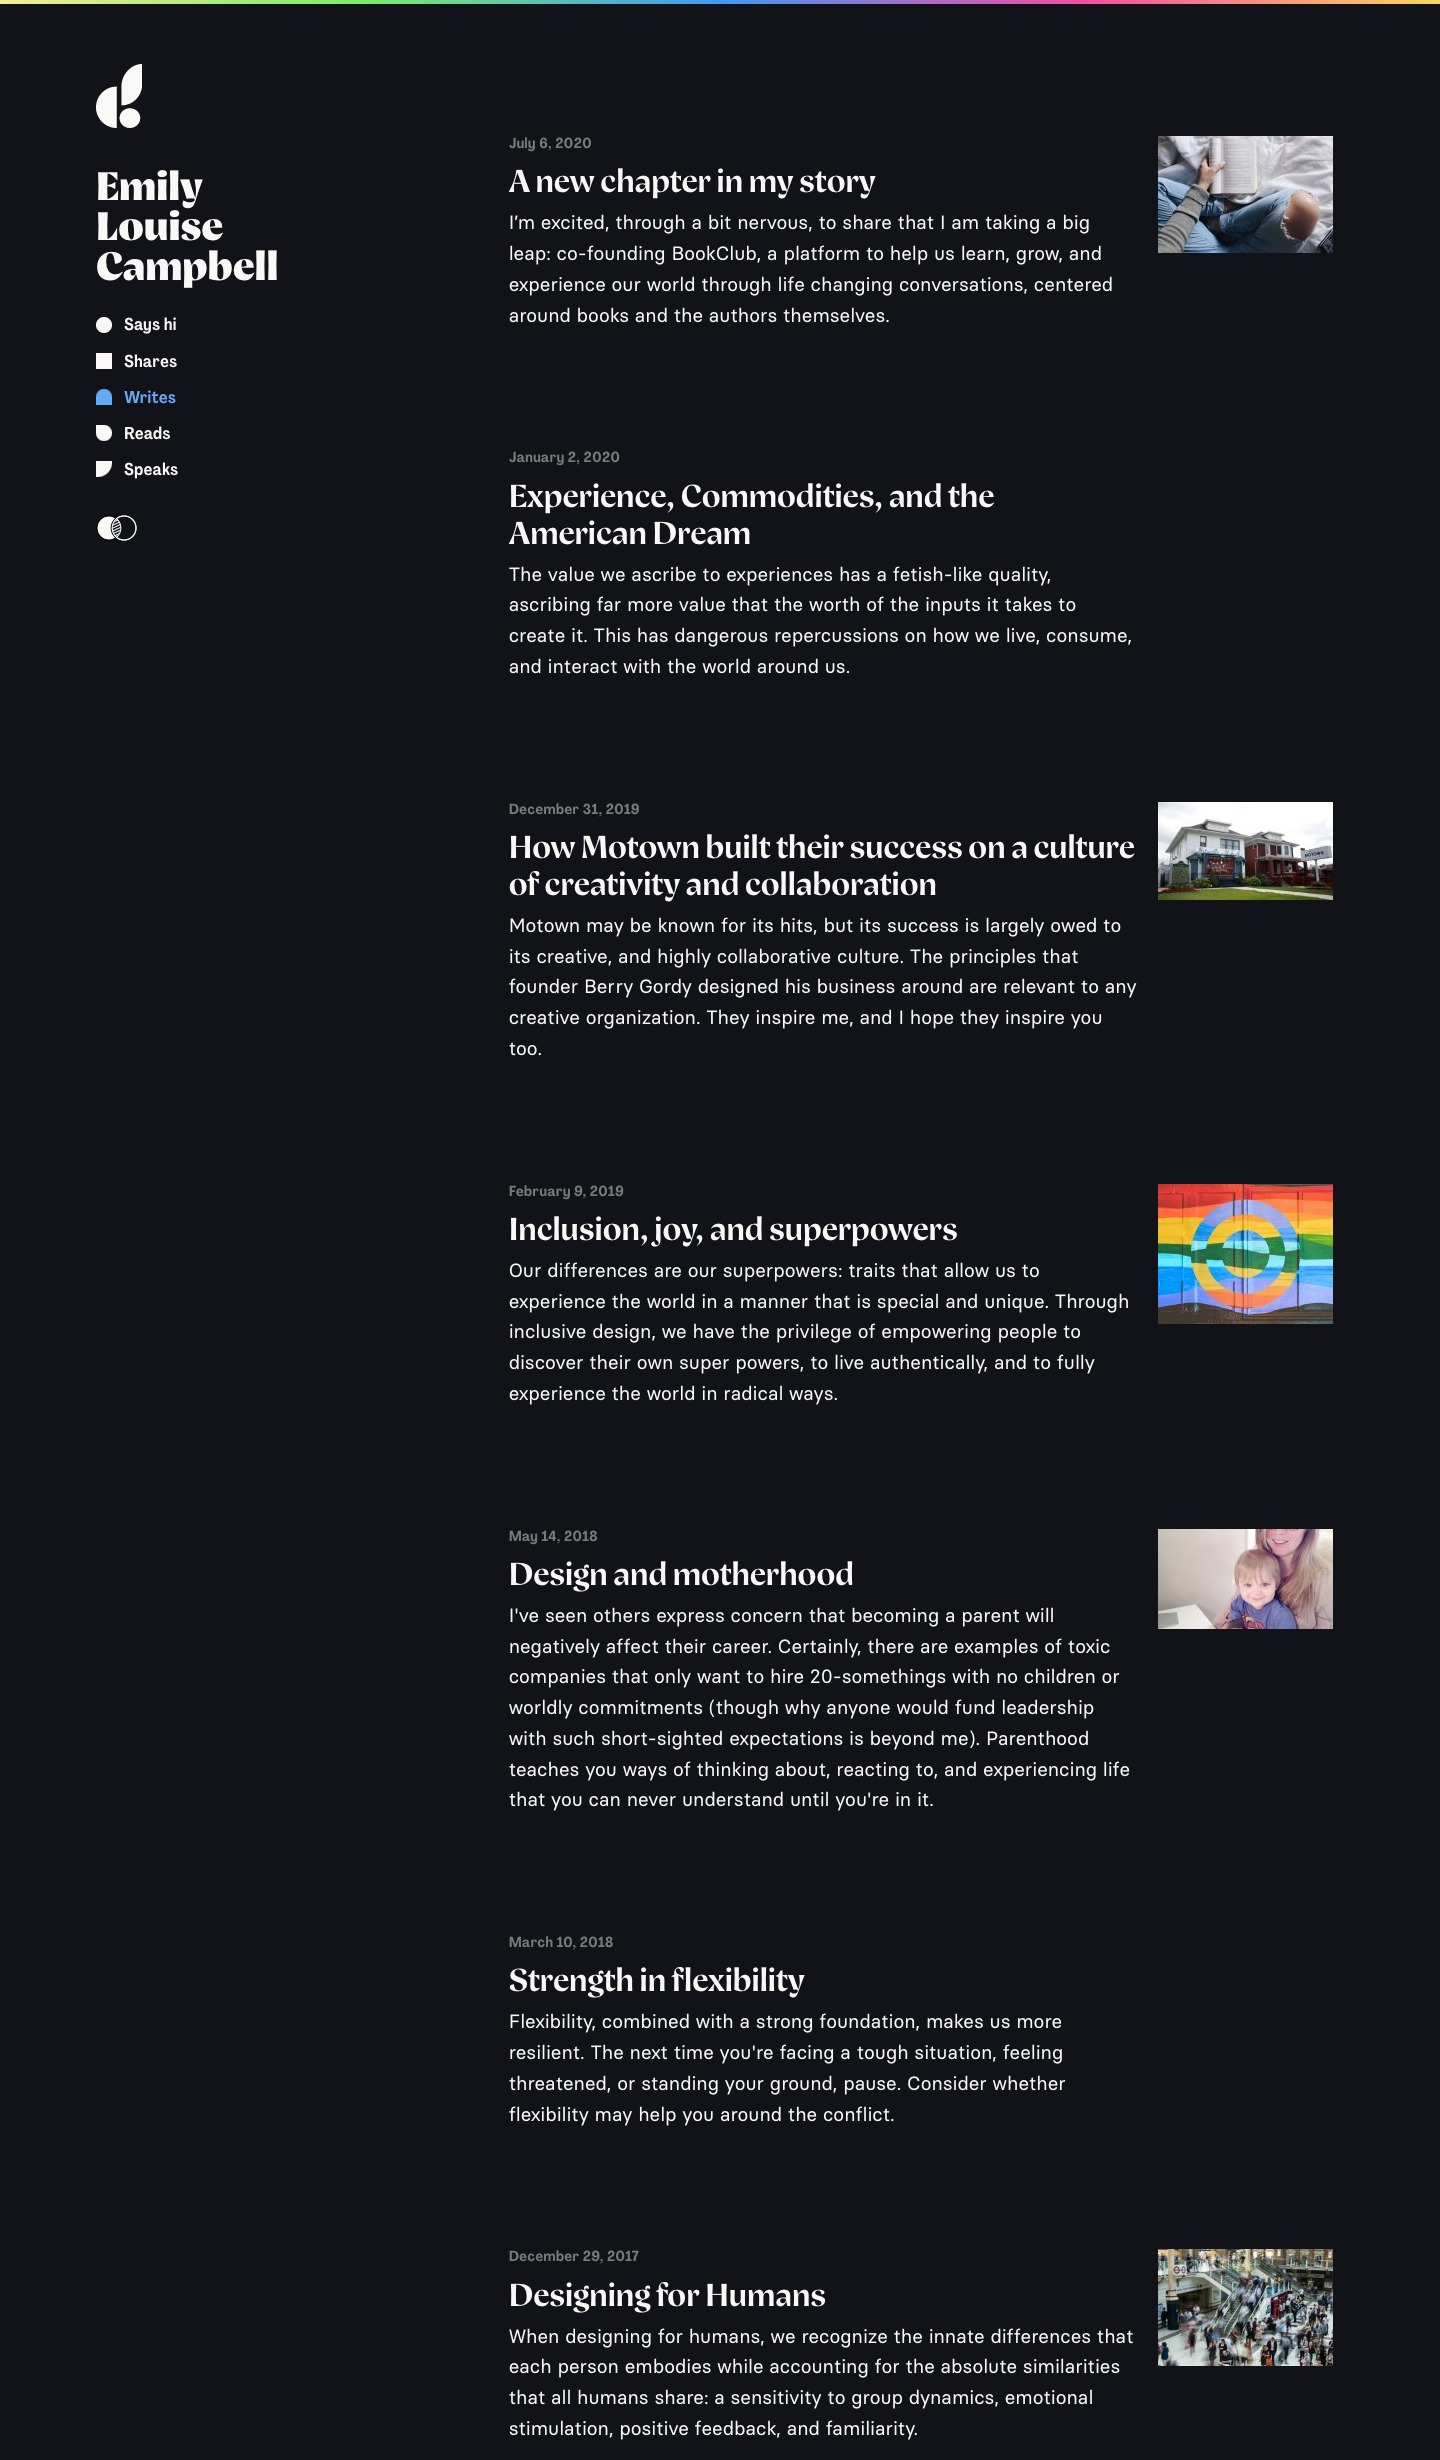 Emily
Louise
Campbell
Says hi
Shares
Writes
Reads
Speaks
July 6, 2020
A new chapter in my story
I’m excited, through a bit nervous, to share that I am taking a big
leap: co-founding BookClub, a platform to help us learn, grow, and
experience our world through life changing conversations, centered
around books and the authors themselves.
January 2, 2020
Experience, Commodities, and the
American Dream
The value we ascribe to experiences has a fetish-like quality,
ascribing far more value that the worth of the inputs it takes to
create it. This has dangerous repercussions on how we live, consume,
and interact with the world around us.
December 31, 2019
How Motown built their success on a culture
of creativity and collaboration
Motown may be known for its hits, but its success is largely owed to
its creative, and highly collaborative culture. The principles that
founder Berry Gordy designed his business around are relevant to any
creative organization. They inspire me, and I hope they inspire you
too.
MOTOWN
February 9, 2019
Inclusion, joy, and superpowers
Our differences are our superpowers: traits that allow us to
experience the world in a manner that is special and unique. Through
inclusive design, we have the privilege of empowering people to
discover their own super powers, to live authentically, and to fully
experience the world in radical ways.
May 14, 2018
Design and motherhood
I've seen others express concern that becoming a parent will
negatively affect their career. Certainly, there are examples of toxic
companies that only want to hire 20-somethings with no children or
worldly commitments (though why anyone would fund leadership
with such short-sighted expectations is beyond me). Parenthood
teaches you ways of thinking about, reacting to, and experiencing life
that you can never understand until you're in it.
March 10, 2018
Strength in flexibility
Flexibility, combined with a strong foundation, makes us more
resilient. The next time you're facing a tough situation, feeling
threatened, or standing your ground, pause. Consider whether
flexibility may help you around the conflict.
December 29, 2017
Designing for Humans
When designing for humans, we recognize the innate differences that
each person embodies while accounting for the absolute similarities
that all humans share: a sensitivity to group dynamics, emotional
stimulation, positive feedback, and familiarity.